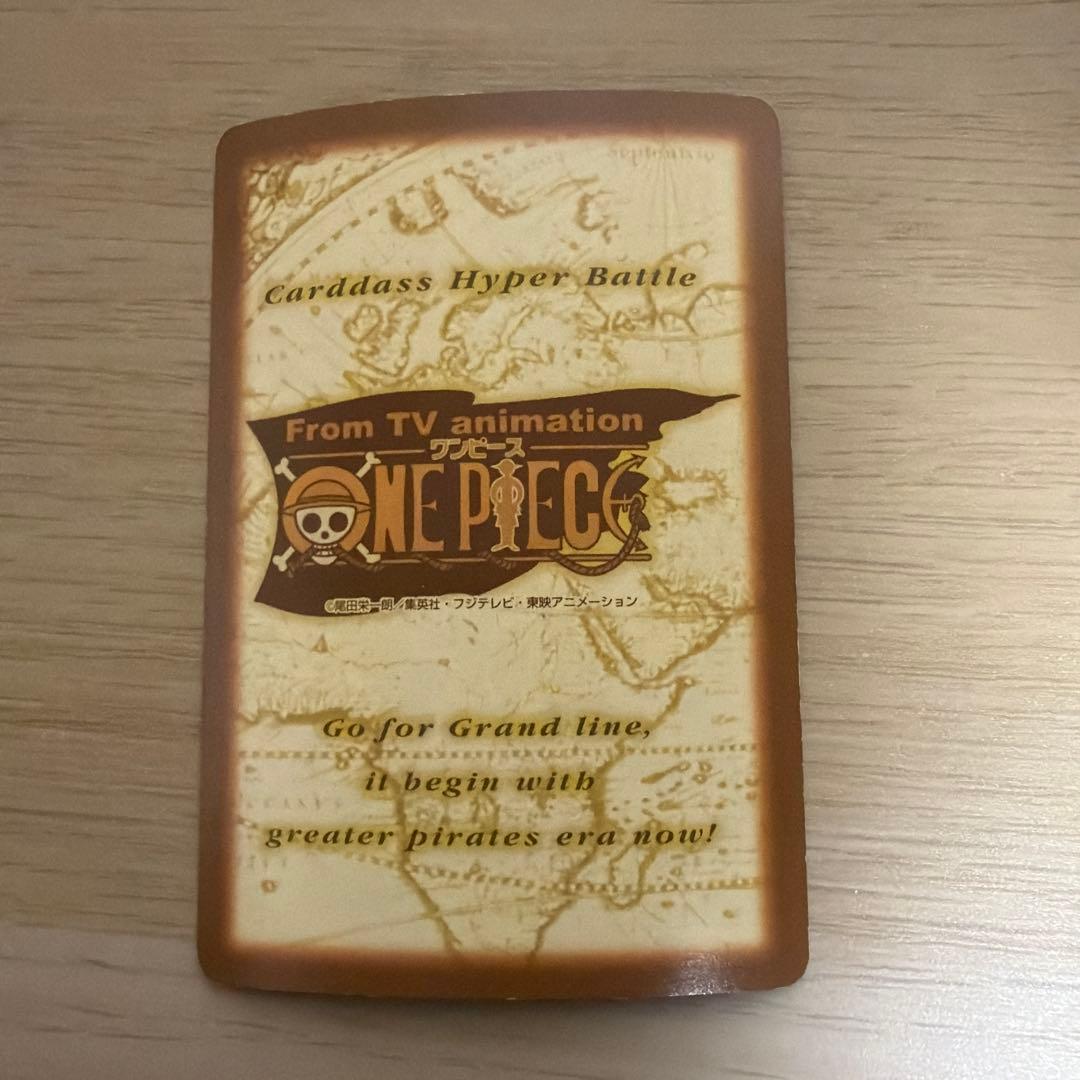 Carddass Hyper Battle
From TV animation
ワンピース
ONE PIECE
©尾田栄一郎/集英社・フジテレビ・東映アニメーション
Go for Grand line,
it begin with
greater pirates era now!